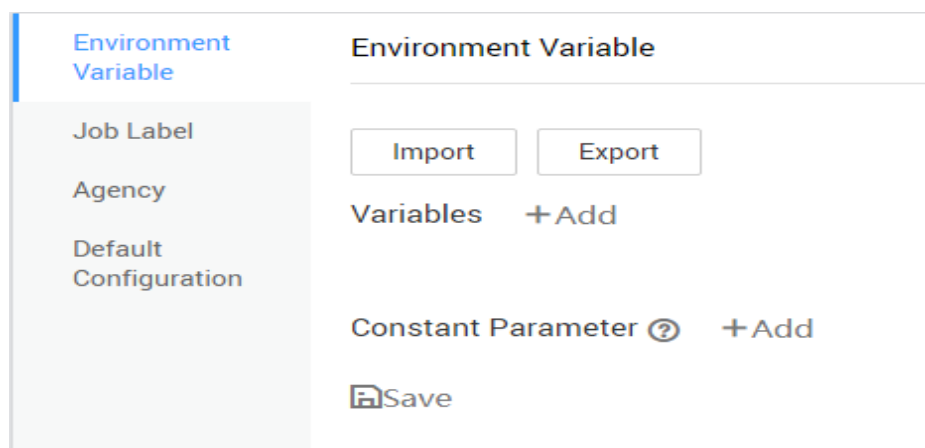 Environment
Variable
Job Label
Agency
Default
Configuration
Environment Variable
Import Export
Variables +Add
Constant Parameter ? +Add
Save